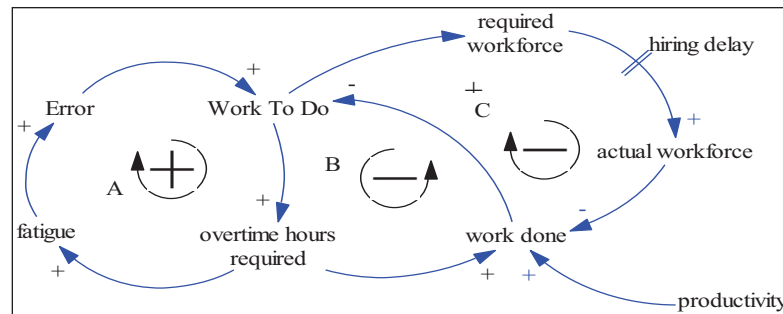 required
workforce
hiring delay
+
-
+
Error
Work To Do
+
C
+
+
actual workforce
B
A
+
-
fatigue
overtime hours
required
work done
+
+
+
productivity